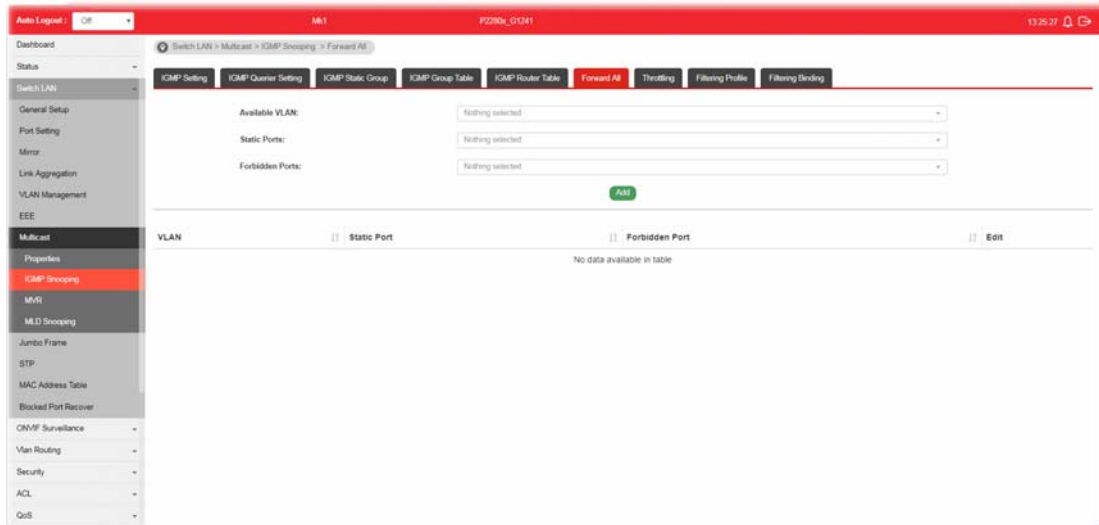 Auto Logout : Off Mk1 P2280x_G1241 13:25:27
Dashboard
Status
Switch LAN
General Setup
Port Setting
Mirror
Link Aggregation
VLAN Management
EEE
Multicast
Properties
IGMP Snooping
MVR
MLD Snooping
Jumbo Frame
STP
MAC Address Table
Blocked Port Recover
ONVIF Surveillance
Vlan Routing
Security
ACL
QoS
Switch LAN > Multicast > IGMP Snooping > Forward All
IGMP Setting IGMP Querier Setting IGMP Static Group IGMP Group Table IGMP Router Table Forward All Throttling Filtering Profile Filtering Binding
Available VLAN: Nothing selected
Static Ports: Nothing selected
Forbidden Ports: Nothing selected
Add
VLAN Static Port Forbidden Port Edit
No data available in table